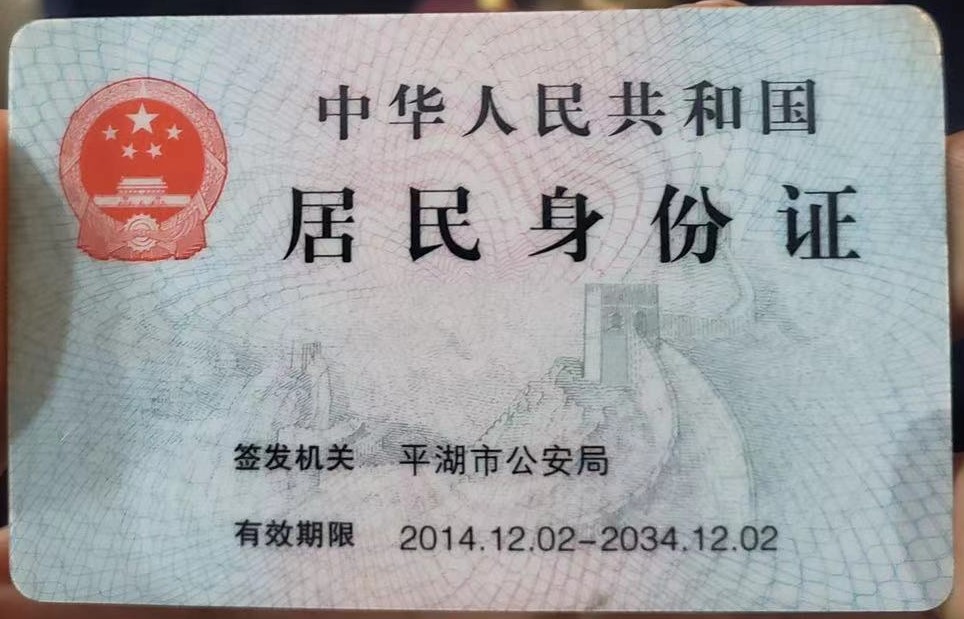 中华人民共和国
居民身份证
签发机关 平湖市公安局
有效期限 2014.12.02-2034.12.02